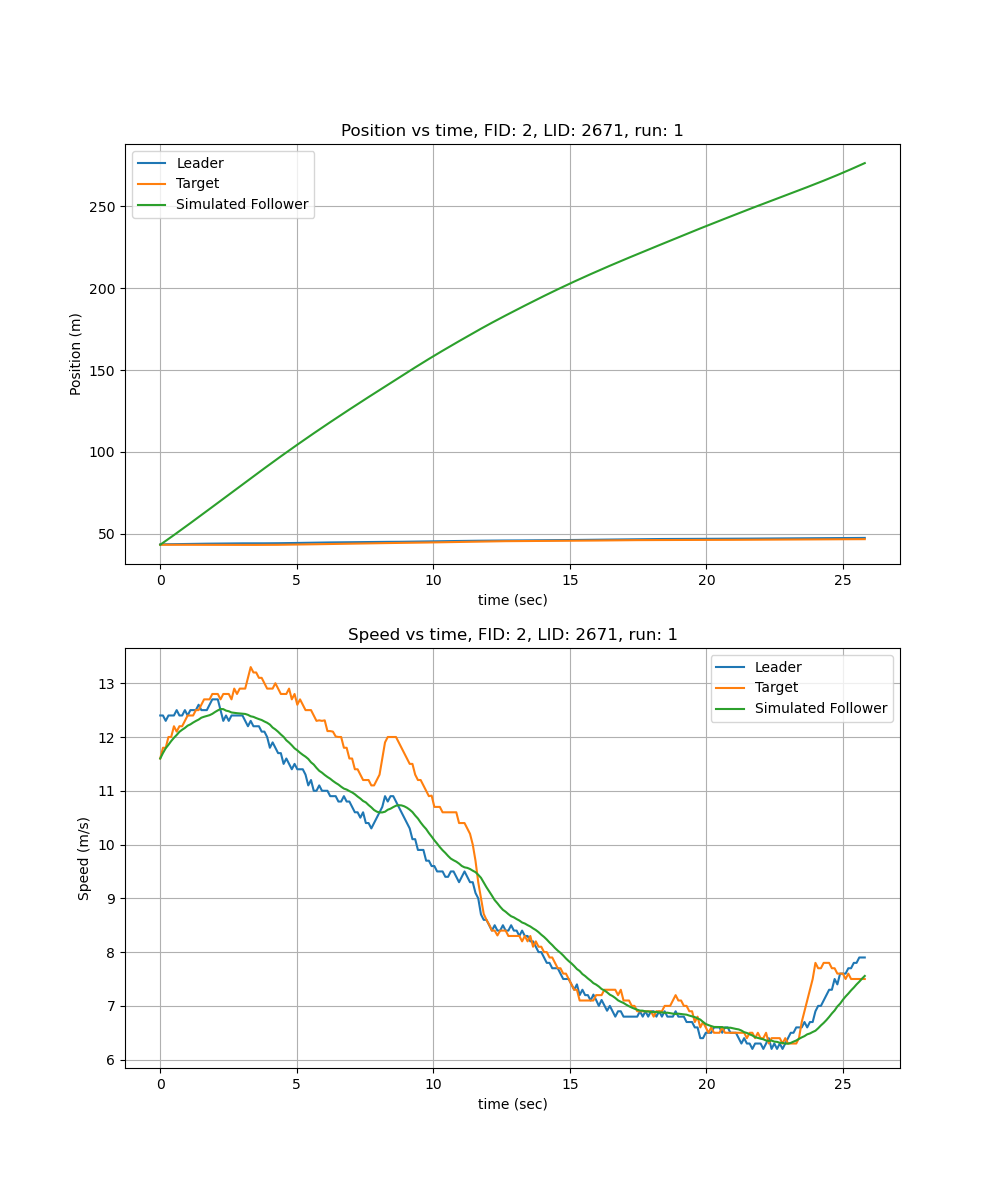 Position vs time, FID: 2, LID: 2671, run: 1
Leader
Target
Simulated Follower
250
200
150
100
50
Position (m)
0 5 10 15 20 25
time (sec)
Speed vs time, FID: 2, LID: 2671, run: 1
Leader
Target
Simulated Follower
13
12
11
10
9
8
7
6
Speed (m/s)
0 5 10 15 20 25
time (sec)